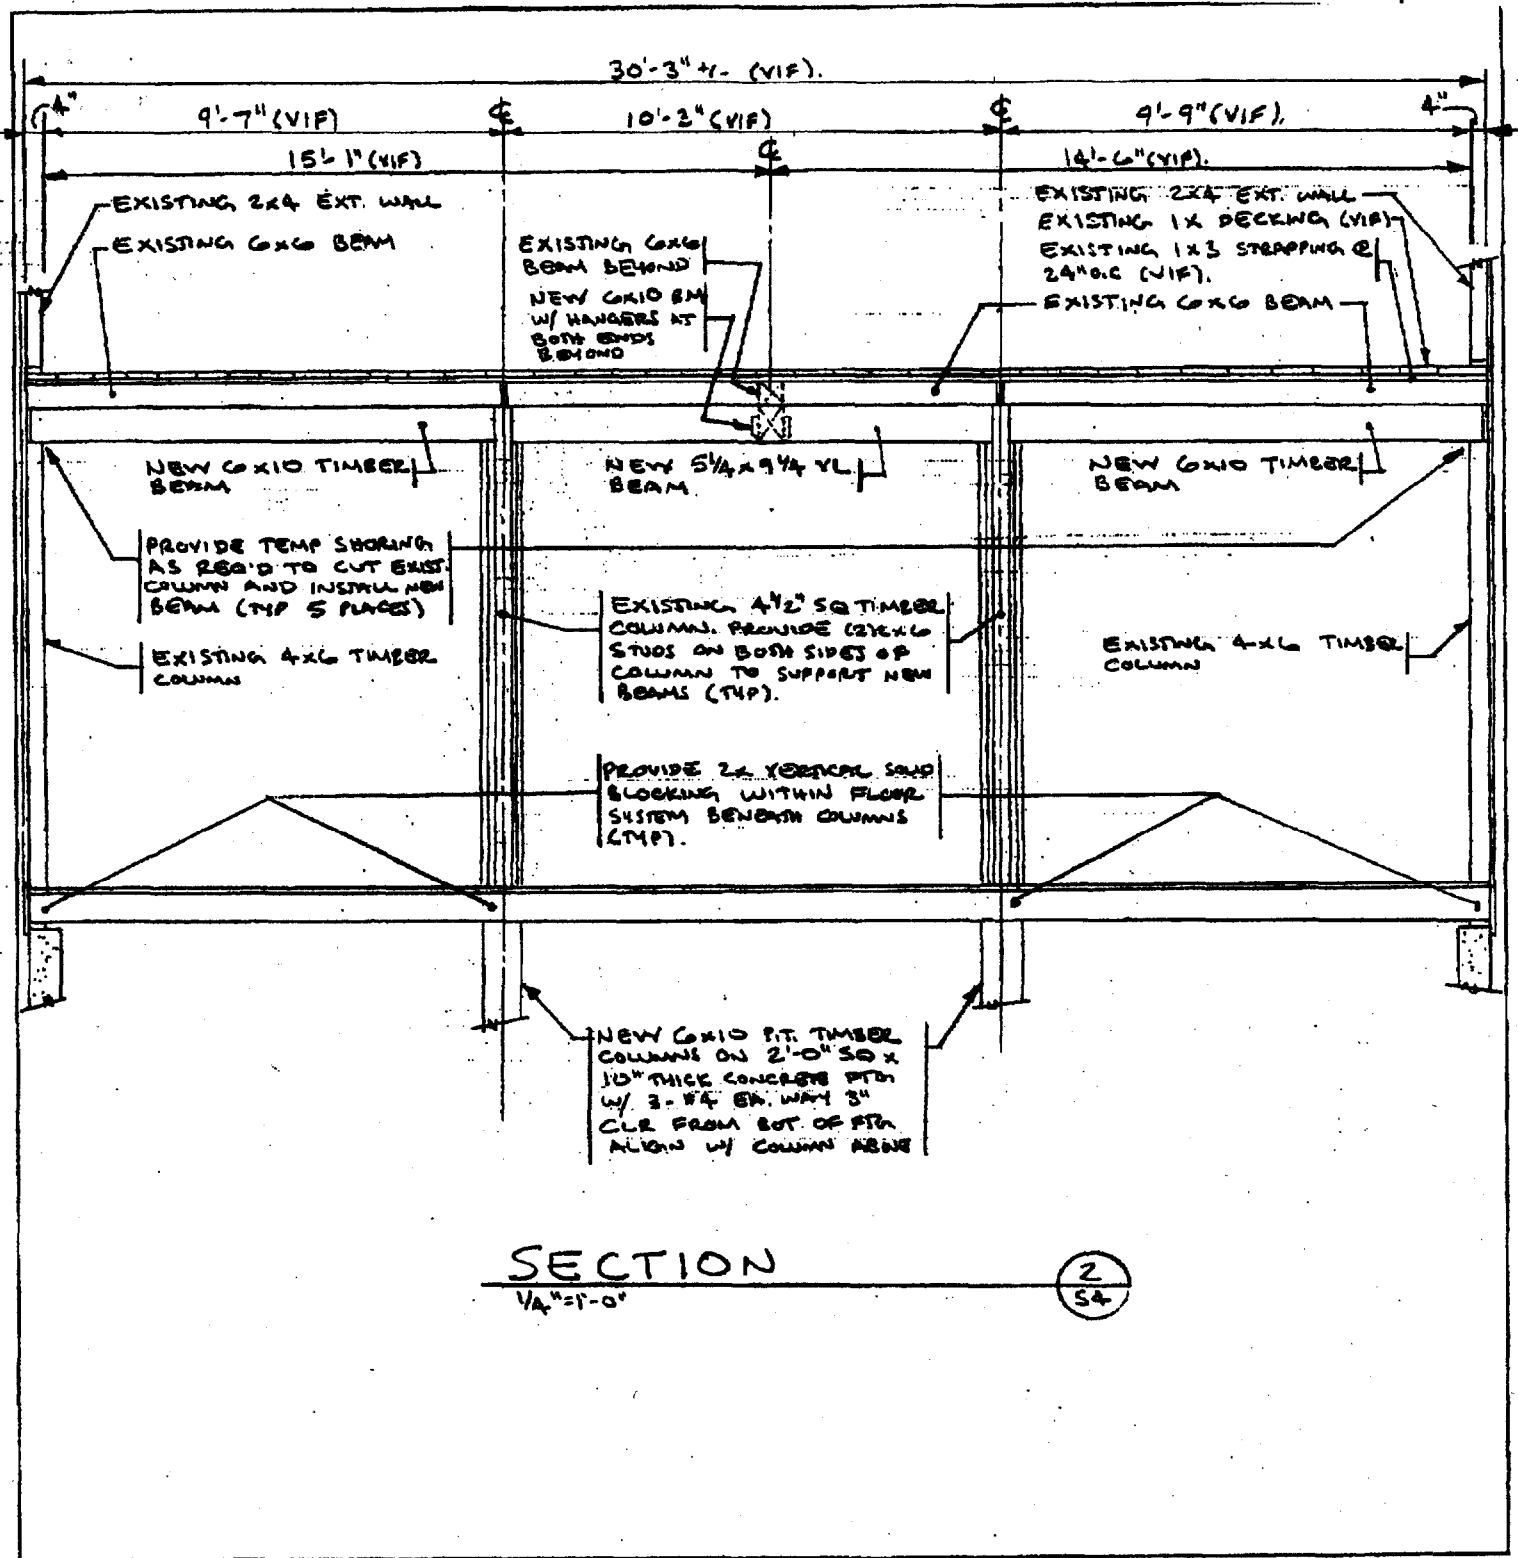 30'-3" +/- (VIF).
4"
9'-7" (VIF)
℄
10'-2" (VIF)
℄
9'-9" (VIF).
4"
15'-1" (VIF)
℄
14'-6" (VIF).
EXISTING 2x4 EXT. WALL
EXISTING 6x6 BEAM
EXISTING 6x6
BEAM BEYOND
NEW 6x10 BM
W/ HANGERS AT
BOTH ENDS
BEYOND
EXISTING 2x4 EXT. WALL
EXISTING 1x DECKING (VIF)
EXISTING 1x3 STRAPPING @
24" O.C (VIF).
EXISTING 6x6 BEAM
NEW 6x10 TIMBER
BEAM
NEW 5 1/4 x 9 1/4 VL
BEAM
NEW 6x10 TIMBER
BEAM
PROVIDE TEMP SHORING
AS REQ'D TO CUT EXIST.
COLUMN AND INSTALL NEW
BEAM (TYP 5 PLACES)
EXISTING 4x6 TIMBER
COLUMN
EXISTING 4 1/2" SQ TIMBER
COLUMN. PROVIDE (2)2x6
STUDS ON BOTH SIDES OF
COLUMN TO SUPPORT NEW
BEAMS (TYP).
EXISTING 4x6 TIMBER
COLUMN
PROVIDE 2x VERTICAL SOLID
BLOCKING WITHIN FLOOR
SYSTEM BENEATH COLUMNS
(TYP).
NEW 6x10 P.T. TIMBER
COLUMNS ON 2'-0" SQ x
10" THICK CONCRETE FTG
W/ 3-#4 EA. WAY 3"
CLR FROM BOT. OF FTG
ALIGN W/ COLUMN ABOVE
SECTION
1/4"=1'-0"
2
S4